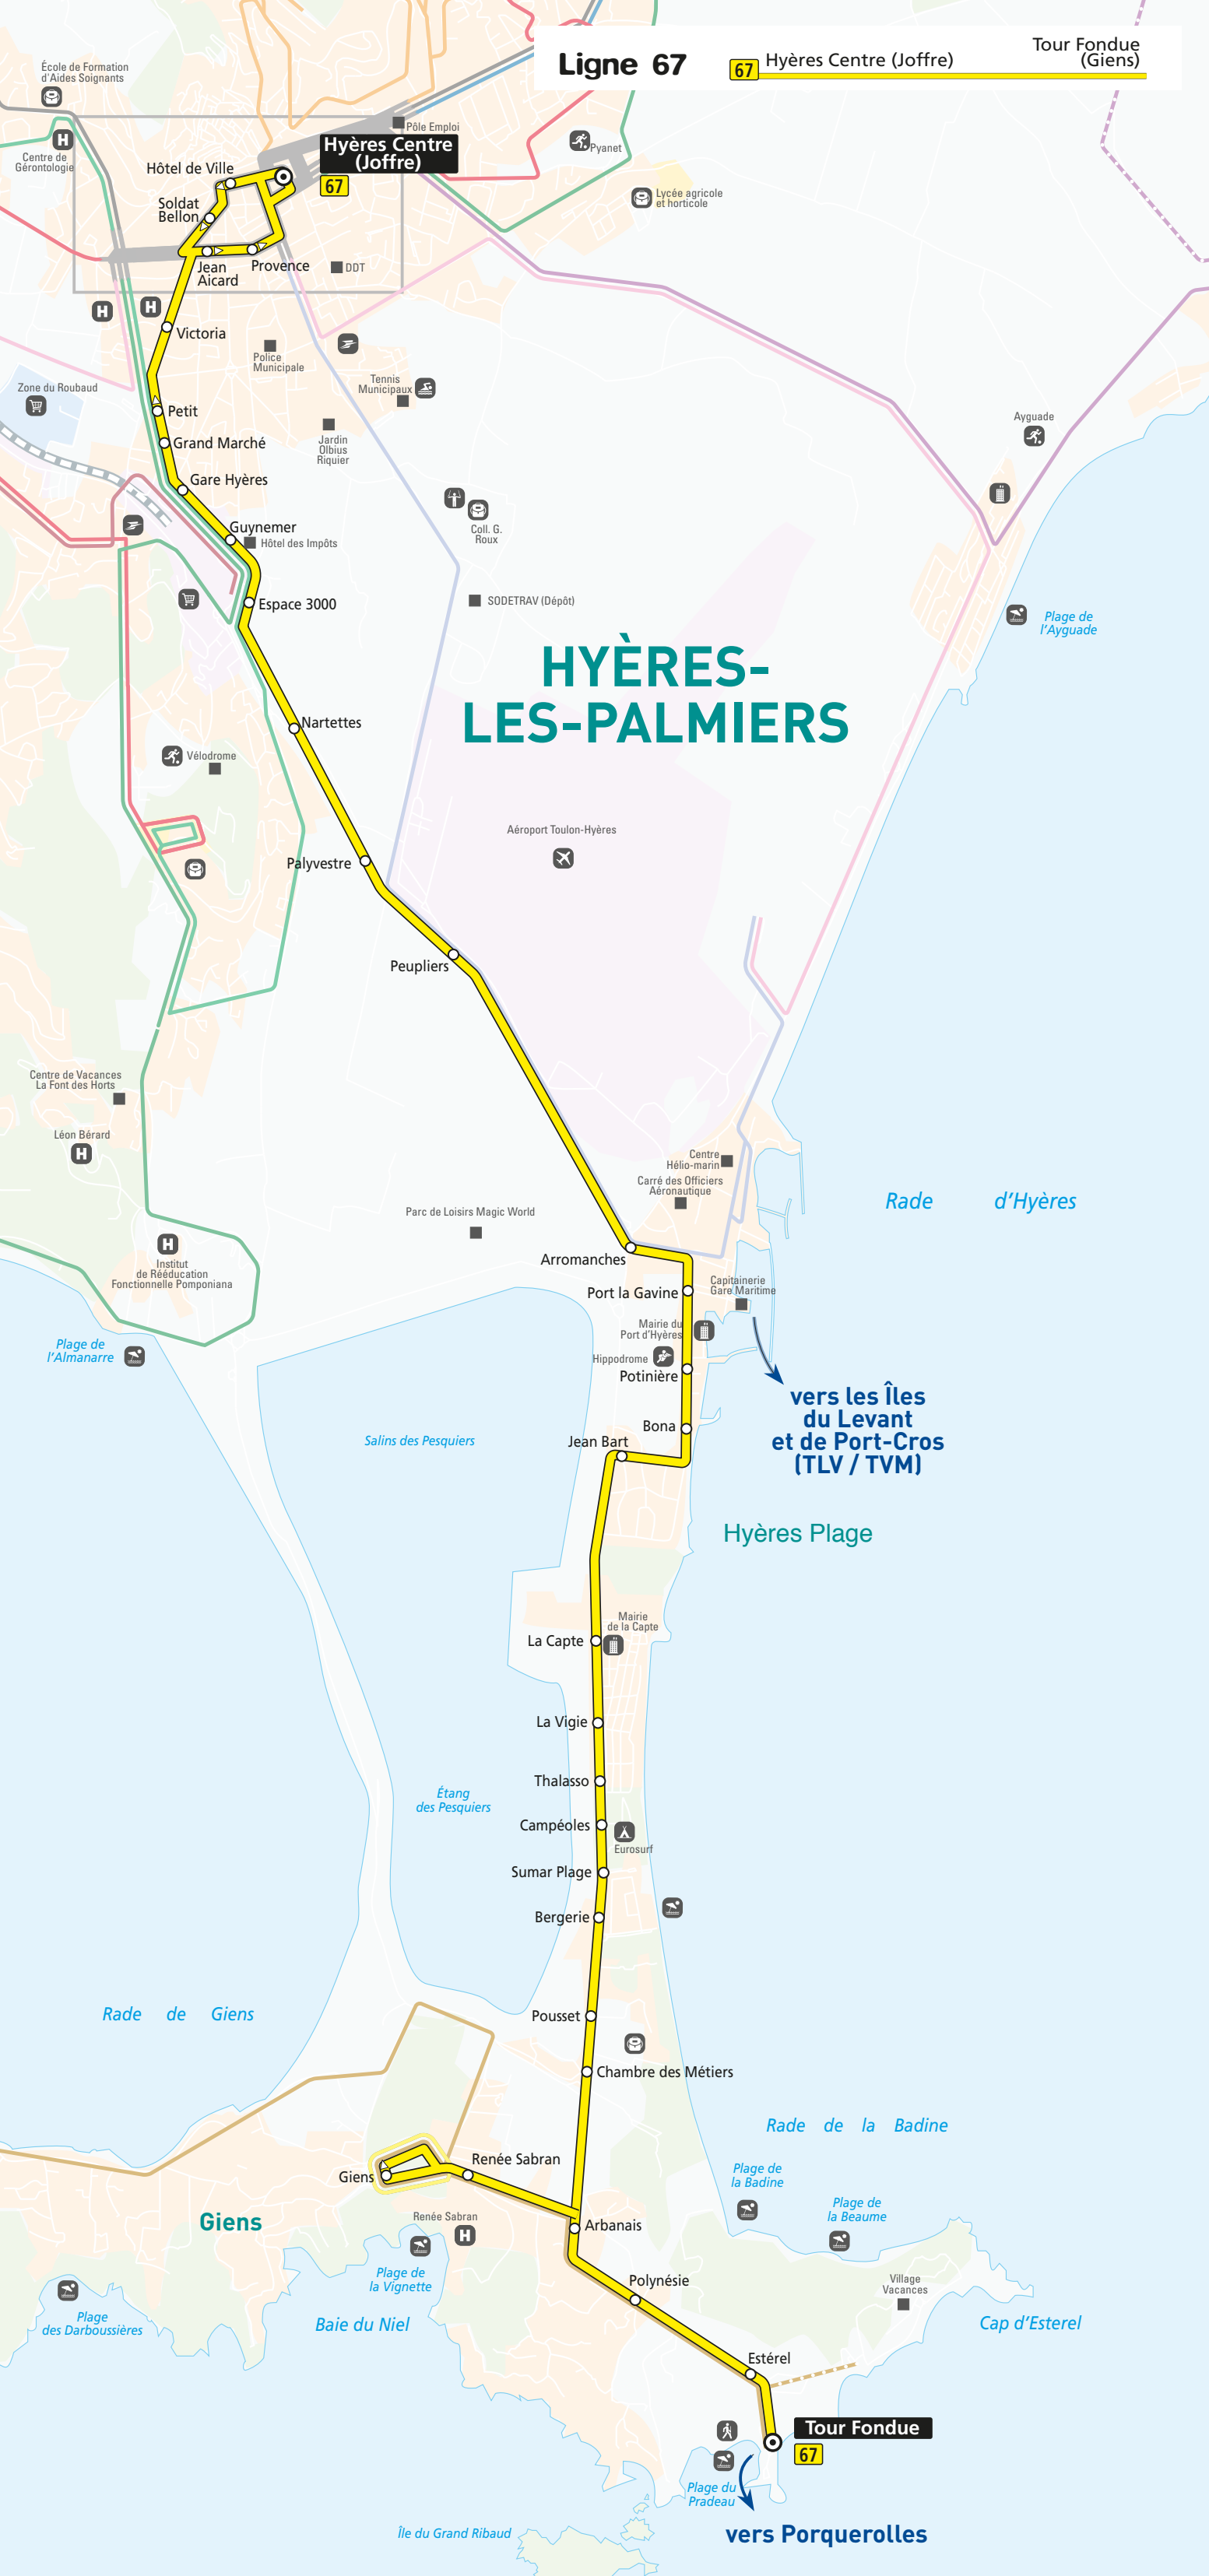 Ligne 67
67
Hyères Centre (Joffre)
Tour Fondue
(Giens)
École de Formation
d'Aides Soignants
H
Centre de
Gérontologie
Pôle Emploi
Hyères Centre
(Joffre)
67
Pyanet
Lycée agricole
et horticole
Hôtel de Ville
Soldat
Bellon
Jean
Aicard
Provence
DDT
H
H
Victoria
Police
Municipale
Zone du Roubaud
Tennis
Municipaux
Petit
Grand Marché
Jardin
Olbius
Riquier
Ayguade
Gare Hyères
Guynemer
Hôtel des Impôts
Coll. G.
Roux
Espace 3000
SODETRAV (Dépôt)
Plage de
l'Ayguade
HYÈRES-
LES-PALMIERS
Nartettes
Vélodrome
Aéroport Toulon-Hyères
Palyvestre
Peupliers
Centre de Vacances
La Font des Horts
Léon Bérard
H
Centre
Hélio-marin
Carré des Officiers
Aéronautique
Rade d'Hyères
Parc de Loisirs Magic World
H
Institut
de Rééducation
Fonctionnelle Pomponiana
Arromanches
Capitainerie
Gare Maritime
Port la Gavine
Mairie du
Port d'Hyères
Plage de
l'Almanarre
Hippodrome
Potinière
vers les Îles
du Levant
et de Port-Cros
(TLV / TVM)
Bona
Salins des Pesquiers
Jean Bart
Hyères Plage
Mairie
de la Capte
La Capte
La Vigie
Thalasso
Étang
des Pesquiers
Campéoles
Eurosurf
Sumar Plage
Bergerie
Rade de Giens
Pousset
Chambre des Métiers
Rade de la Badine
Renée Sabran
Giens
Plage de
la Badine
Plage de
la Beaume
Giens
Renée Sabran
H
Arbanais
Plage de
la Vignette
Polynésie
Village
Vacances
Plage
des Darboussières
Baie du Niel
Cap d'Esterel
Estérel
Tour Fondue
67
Plage du
Pradeau
Île du Grand Ribaud
vers Porquerolles